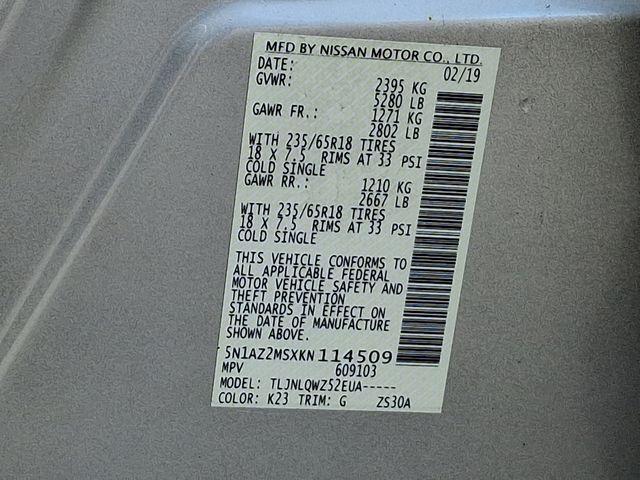 MFD BY NISSAN MOTOR CO., LTD.
DATE: 02/19
GVWR: 2395 KG
5280 LB
GAWR FR.: 1271 KG
2802 LB
WITH 235/65R18 TIRES
18 X 7.5 RIMS AT 33 PSI
COLD SINGLE
GAWR RR.: 1210 KG
2667 LB
WITH 235/65R18 TIRES
18 X 7.5 RIMS AT 33 PSI
COLD SINGLE
THIS VEHICLE CONFORMS TO
ALL APPLICABLE FEDERAL
MOTOR VEHICLE SAFETY AND
THEFT PREVENTION
STANDARDS IN EFFECT ON
THE DATE OF MANUFACTURE
SHOWN ABOVE.
5N1AZ2MSXKN114509
MPV 609103
MODEL: TLJNLQWZ52EUA-----
COLOR: K23 TRIM: G ZS30A